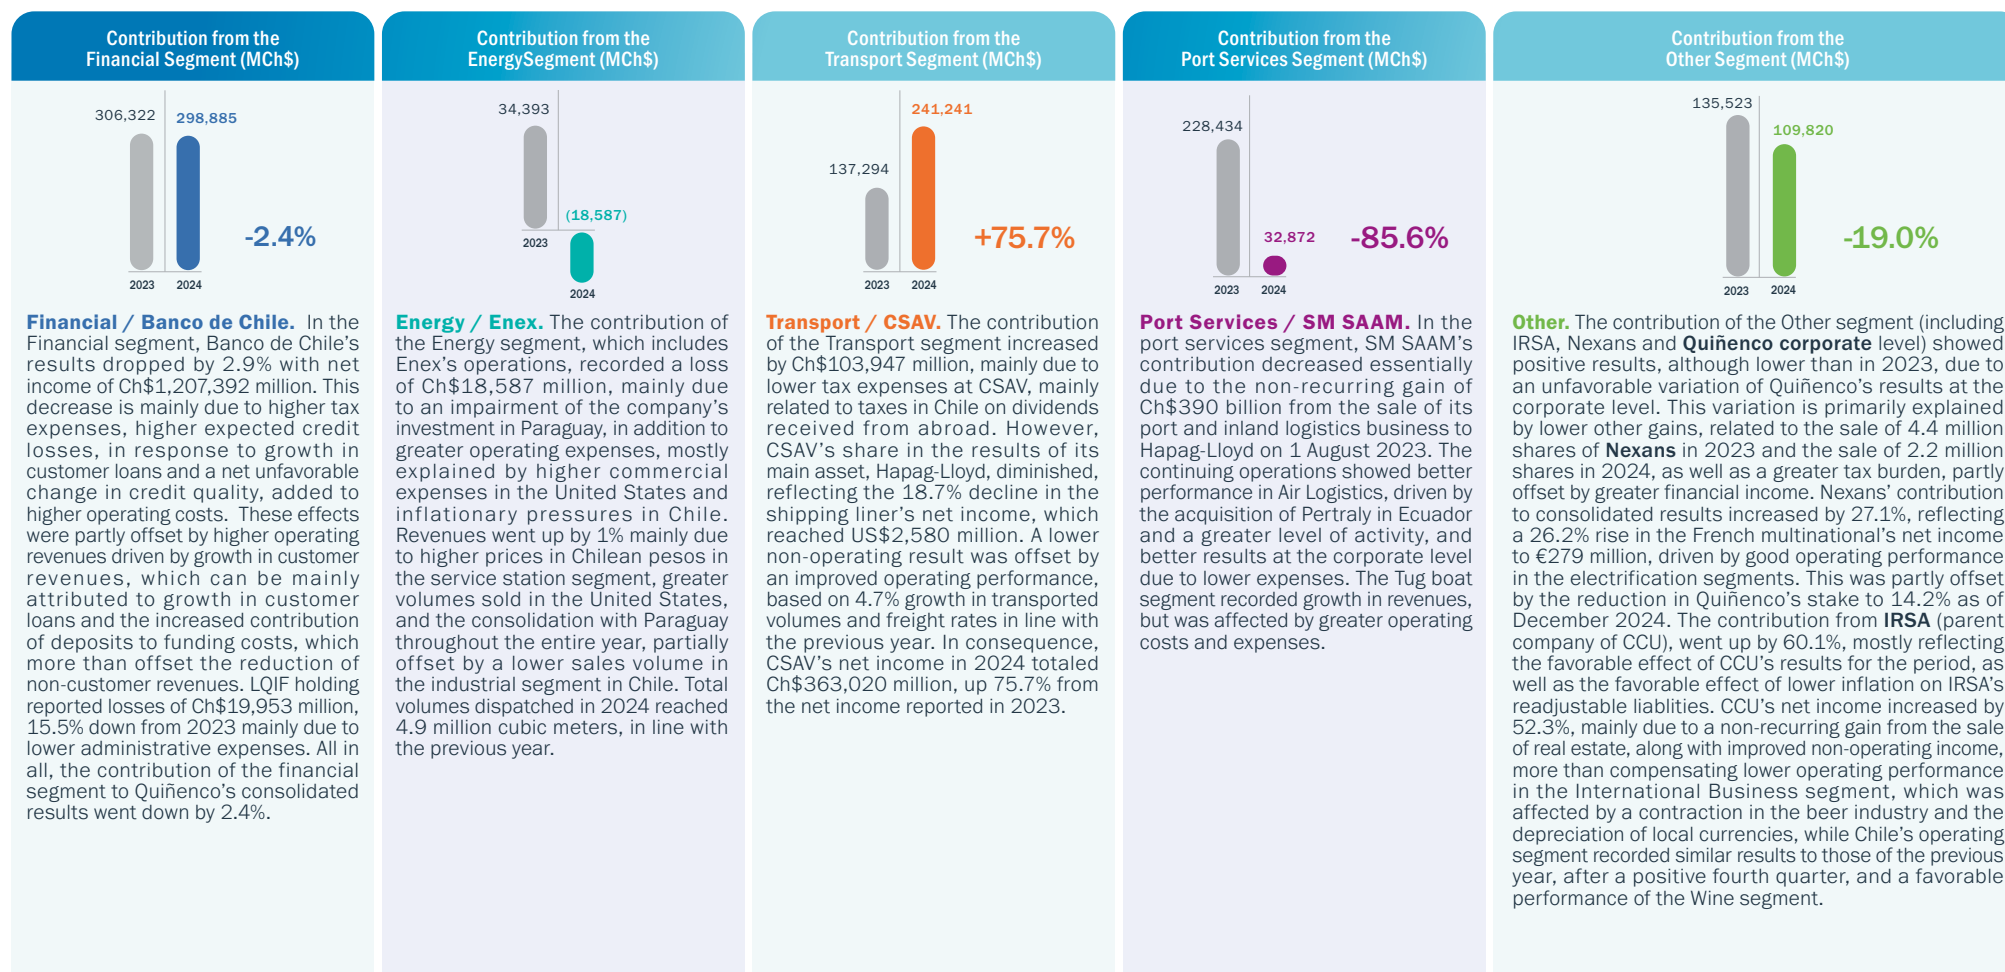 Contribution from the
Financial Segment (MCh$)
306,322
298,885
-2.4%
2023
2024
Financial / Banco de Chile. In the
Financial segment, Banco de Chile's
results dropped by 2.9% with net
income of Ch$1,207,392 million. This
decrease is mainly due to higher tax
expenses, higher expected credit
losses, in response to growth in
customer loans and a net unfavorable
change in credit quality, added to
higher operating costs. These effects
were partly offset by higher operating
revenues driven by growth in customer
revenues, which can be mainly
attributed to growth in customer
loans and the increased contribution
of deposits to funding costs, which
more than offset the reduction of
non-customer revenues. LQIF holding
reported losses of Ch$19,953 million,
15.5% down from 2023 mainly due to
lower administrative expenses. All in
all, the contribution of the financial
segment to Quiñenco's consolidated
results went down by 2.4%.
Contribution from the
EnergySegment (MCh$)
34,393
(18,587)
2023
2024
Energy / Enex. The contribution of
the Energy segment, which includes
Enex's operations, recorded a loss
of Ch$18,587 million, mainly due
to an impairment of the company's
investment in Paraguay, in addition to
greater operating expenses, mostly
explained by higher commercial
expenses in the United States and
inflationary pressures in Chile.
Revenues went up by 1% mainly due
to higher prices in Chilean pesos in
the service station segment, greater
volumes sold in the United States,
and the consolidation with Paraguay
throughout the entire year, partially
offset by a lower sales volume in
the industrial segment in Chile. Total
volumes dispatched in 2024 reached
4.9 million cubic meters, in line with
the previous year.
Contribution from the
Transport Segment (MCh$)
241,241
137,294
+75.7%
2023
2024
Transport / CSAV. The contribution
of the Transport segment increased
by Ch$103,947 million, mainly due to
lower tax expenses at CSAV, mainly
related to taxes in Chile on dividends
received from abroad. However,
CSAV's share in the results of its
main asset, Hapag-Lloyd, diminished,
reflecting the 18.7% decline in the
shipping liner's net income, which
reached US$2,580 million. A lower
non-operating result was offset by
an improved operating performance,
based on 4.7% growth in transported
volumes and freight rates in line with
the previous year. In consequence,
CSAV's net income in 2024 totaled
Ch$363,020 million, up 75.7% from
the net income reported in 2023.
Contribution from the
Port Services Segment (MCh$)
228,434
32,872
-85.6%
2023
2024
Port Services / SM SAAM. In the
port services segment, SM SAAM's
contribution decreased essentially
due to the non-recurring gain of
Ch$390 billion from the sale of its
port and inland logistics business to
Hapag-Lloyd on 1 August 2023. The
continuing operations showed better
performance in Air Logistics, driven by
the acquisition of Pertraly in Ecuador
and a greater level of activity, and
better results at the corporate level
due to lower expenses. The Tug boat
segment recorded growth in revenues,
but was affected by greater operating
costs and expenses.
Contribution from the
Other Segment (MCh$)
135,523
109,820
-19.0%
2023
2024
Other. The contribution of the Other segment (including
IRSA, Nexans and Quiñenco corporate level) showed
positive results, although lower than in 2023, due to
an unfavorable variation of Quiñenco's results at the
corporate level. This variation is primarily explained
by lower other gains, related to the sale of 4.4 million
shares of Nexans in 2023 and the sale of 2.2 million
shares in 2024, as well as a greater tax burden, partly
offset by greater financial income. Nexans' contribution
to consolidated results increased by 27.1%, reflecting
a 26.2% rise in the French multinational's net income
to €279 million, driven by good operating performance
in the electrification segments. This was partly offset
by the reduction in Quiñenco's stake to 14.2% as of
December 2024. The contribution from IRSA (parent
company of CCU), went up by 60.1%, mostly reflecting
the favorable effect of CCU's results for the period, as
well as the favorable effect of lower inflation on IRSA's
readjustable liablities. CCU's net income increased by
52.3%, mainly due to a non-recurring gain from the sale
of real estate, along with improved non-operating income,
more than compensating lower operating performance
in the International Business segment, which was
affected by a contraction in the beer industry and the
depreciation of local currencies, while Chile's operating
segment recorded similar results to those of the previous
year, after a positive fourth quarter, and a favorable
performance of the Wine segment.